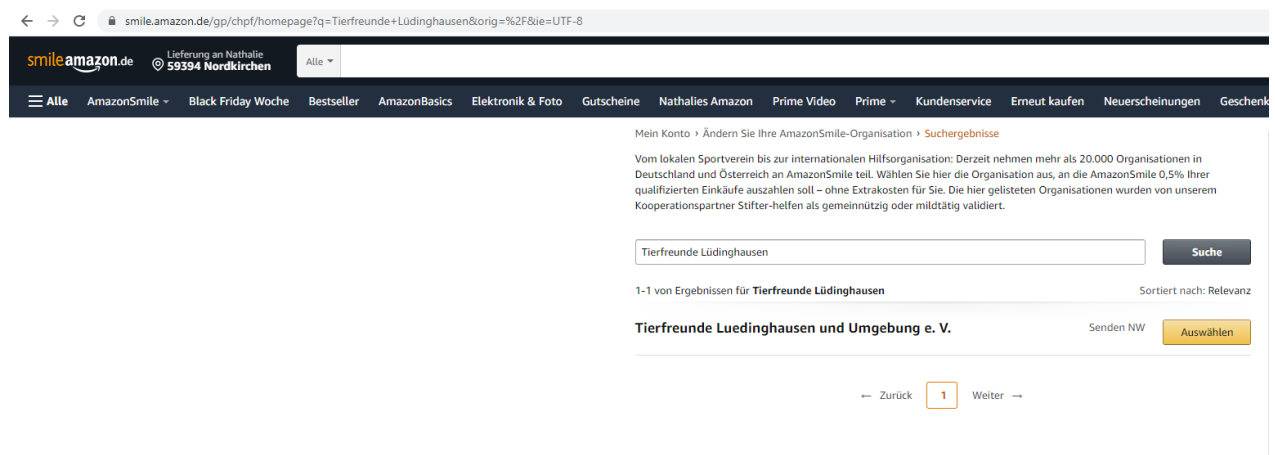 smile.amazon.de/gp/chpf/homepage?q=Tierfreunde+Lüdinghausen&orig=%2F&ie=UTF-8
smile.amazon.de
Lieferung an Nathalie
59394 Nordkirchen
Alle
Alle AmazonSmile Black Friday Woche Bestseller AmazonBasics Elektronik & Foto Gutscheine Nathalies Amazon Prime Video Prime Kundenservice Erneut kaufen Neuerscheinungen Geschenk
Mein Konto › Ändern Sie Ihre AmazonSmile-Organisation › Suchergebnisse
Vom lokalen Sportverein bis zur internationalen Hilfsorganisation: Derzeit nehmen mehr als 20.000 Organisationen in
Deutschland und Österreich an AmazonSmile teil. Wählen Sie hier die Organisation aus, an die AmazonSmile 0,5% Ihrer
qualifizierten Einkäufe auszahlen soll – ohne Extrakosten für Sie. Die hier gelisteten Organisationen wurden von unserem
Kooperationspartner Stifter-helfen als gemeinnützig oder mildtätig validiert.
Tierfreunde Lüdinghausen Suche
1-1 von Ergebnissen für Tierfreunde Lüdinghausen Sortiert nach: Relevanz
Tierfreunde Luedinghausen und Umgebung e. V. Senden NW Auswählen
← Zurück 1 Weiter →